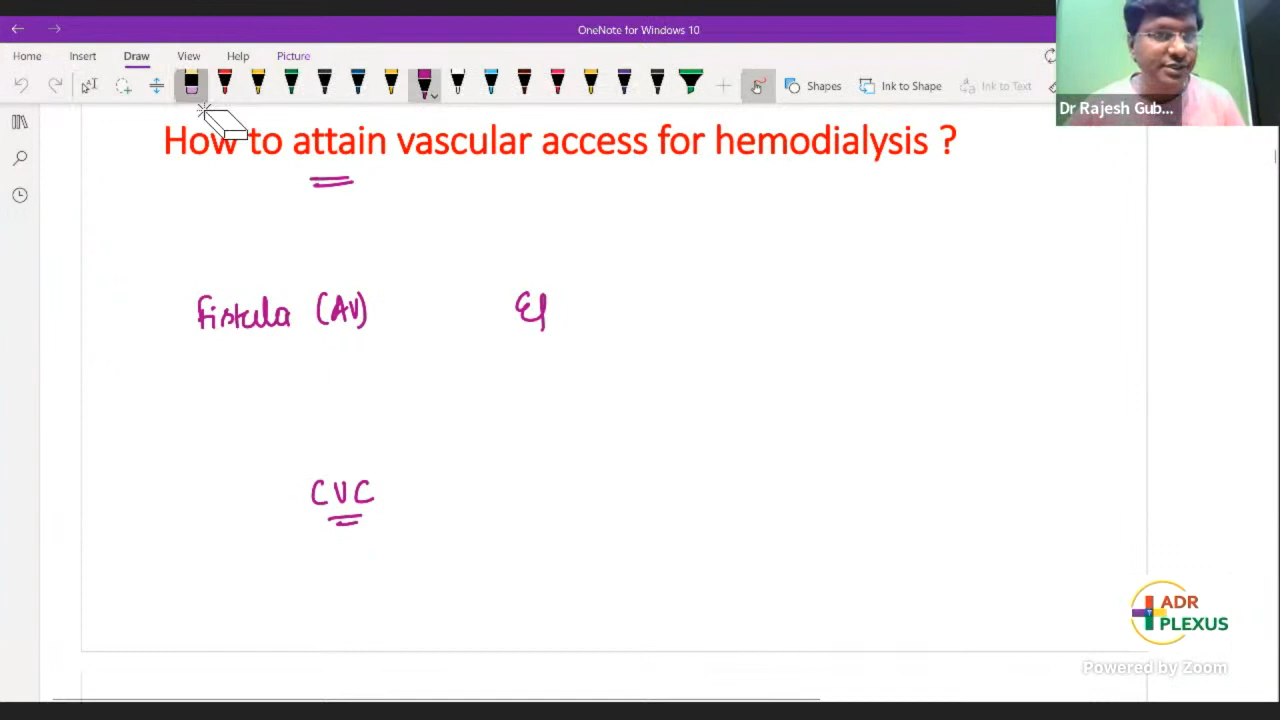 OneNote for Windows 10
Home Insert Draw View Help Picture
Shapes Ink to Shape Ink to Text
Dr Rajesh Gub...
How to attain vascular access for hemodialysis ?
Fistula (AV)
CVC
ADR
PLEXUS
Powered by Zoom